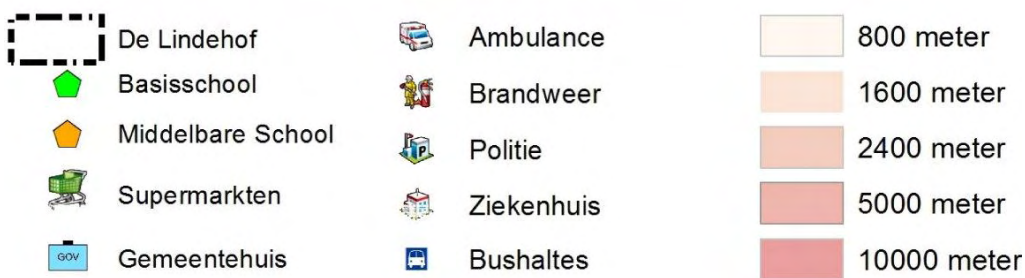 De Lindehof
Basisschool
Middelbare School
Supermarkten
GOV
Gemeentehuis
Ambulance
Brandweer
P
Politie
Ziekenhuis
Bushaltes
800 meter
1600 meter
2400 meter
5000 meter
10000 meter